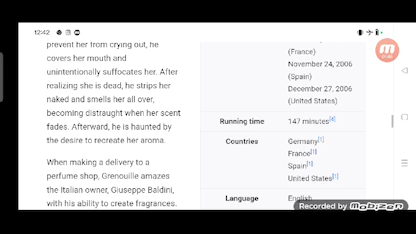 12:42
prevent her from crying out, he
covers her mouth and
unintentionally suffocates her. After
realizing she is dead, he strips her
naked and smells her all over,
becoming distraught when her scent
fades. Afterward, he is haunted by
the desire to recreate her aroma.
When making a delivery to a
perfume shop, Grenouille amazes
the Italian owner, Giuseppe Baldini,
with his ability to create fragrances.
(France)
November 24, 2006
(Spain)
December 27, 2006
(United States)
Running time 147 minutes[4]
Countries Germany[1]
France[1]
Spain[1]
United States[1]
Language English
Recorded by Mobizen